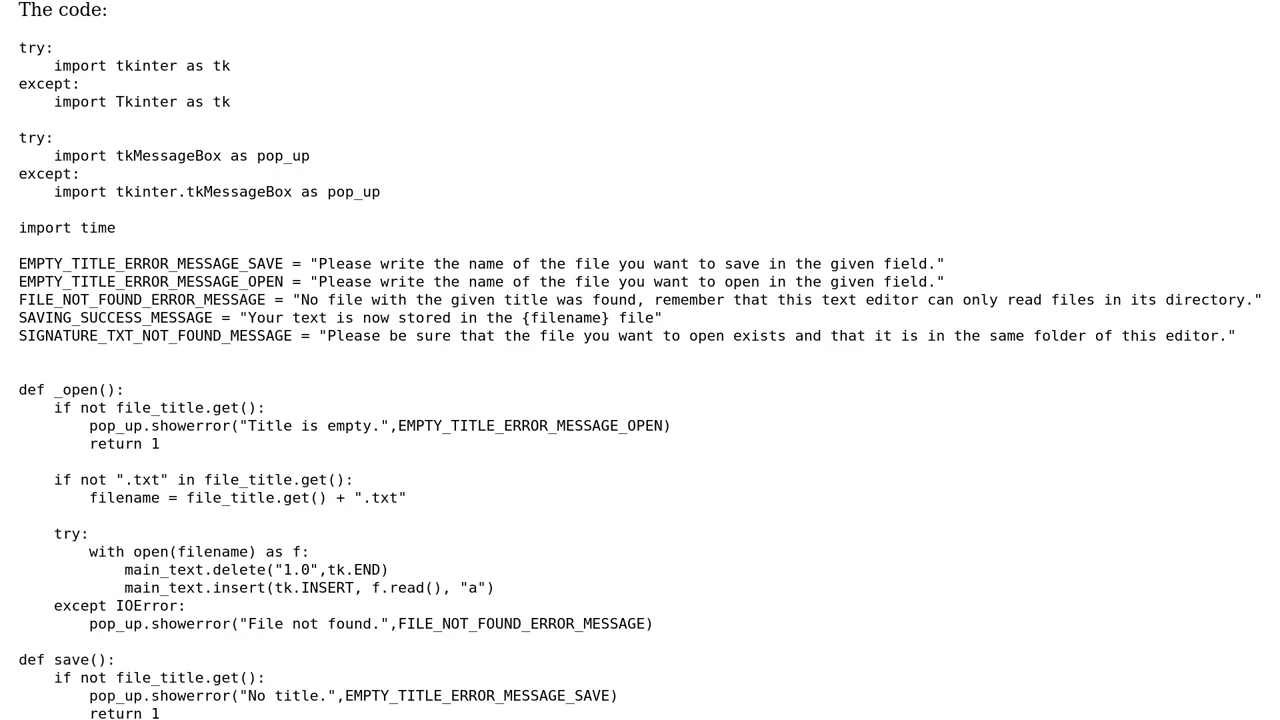 The code:
try:
    import tkinter as tk
except:
    import Tkinter as tk
try:
    import tkMessageBox as pop_up
except:
    import tkinter.tkMessageBox as pop_up
import time
EMPTY_TITLE_ERROR_MESSAGE_SAVE = "Please write the name of the file you want to save in the given field."
EMPTY_TITLE_ERROR_MESSAGE_OPEN = "Please write the name of the file you want to open in the given field."
FILE_NOT_FOUND_ERROR_MESSAGE = "No file with the given title was found, remember that this text editor can only read files in its directory."
SAVING_SUCCESS_MESSAGE = "Your text is now stored in the {filename} file"
SIGNATURE_TXT_NOT_FOUND_MESSAGE = "Please be sure that the file you want to open exists and that it is in the same folder of this editor."
def _open():
    if not file_title.get():
        pop_up.showerror("Title is empty.",EMPTY_TITLE_ERROR_MESSAGE_OPEN)
        return 1
    if not ".txt" in file_title.get():
        filename = file_title.get() + ".txt"
    try:
        with open(filename) as f:
            main_text.delete("1.0",tk.END)
            main_text.insert(tk.INSERT, f.read(), "a")
    except IOError:
        pop_up.showerror("File not found.",FILE_NOT_FOUND_ERROR_MESSAGE)
def save():
    if not file_title.get():
        pop_up.showerror("No title.",EMPTY_TITLE_ERROR_MESSAGE_SAVE)
        return 1